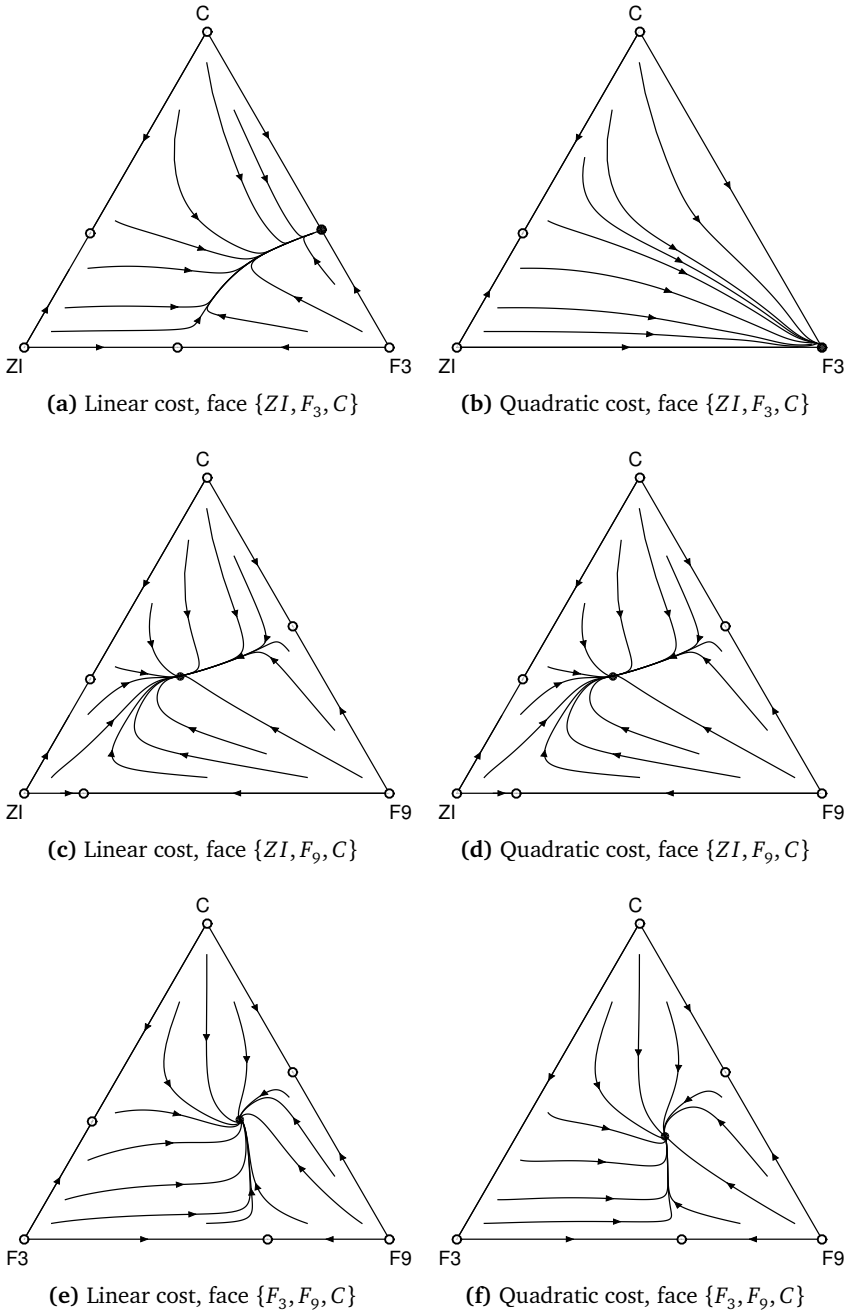 C
C
ZI
F3
ZI
F3
(a) Linear cost, face {ZI, F₃, C}
(b) Quadratic cost, face {ZI, F₃, C}
C
C
ZI
F9
ZI
F9
(c) Linear cost, face {ZI, F₉, C}
(d) Quadratic cost, face {ZI, F₉, C}
C
C
F3
F9
F3
F9
(e) Linear cost, face {F₃, F₉, C}
(f) Quadratic cost, face {F₃, F₉, C}